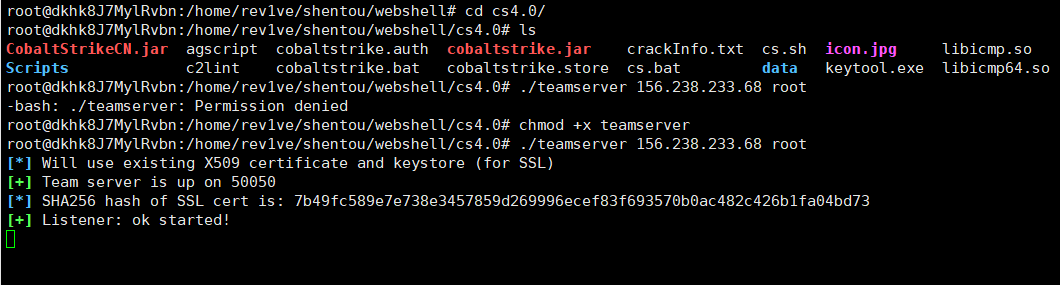 root@dkhk8J7MylRvbn:/home/rev1ve/shentou/webshell# cd cs4.0/
root@dkhk8J7MylRvbn:/home/rev1ve/shentou/webshell/cs4.0# ls
CobaltStrikeCN.jar agscript cobaltstrike.auth cobaltstrike.jar crackInfo.txt cs.sh icon.jpg libicmp.so
Scripts c2lint cobaltstrike.bat cobaltstrike.store cs.bat data keytool.exe libicmp64.so
root@dkhk8J7MylRvbn:/home/rev1ve/shentou/webshell/cs4.0# ./teamserver 156.238.233.68 root
-bash: ./teamserver: Permission denied
root@dkhk8J7MylRvbn:/home/rev1ve/shentou/webshell/cs4.0# chmod +x teamserver
root@dkhk8J7MylRvbn:/home/rev1ve/shentou/webshell/cs4.0# ./teamserver 156.238.233.68 root
[*] Will use existing X509 certificate and keystore (for SSL)
[+] Team server is up on 50050
[*] SHA256 hash of SSL cert is: 7b49fc589e7e738e3457859d269996ecef83f693570b0ac482c426b1fa04bd73
[+] Listener: ok started!